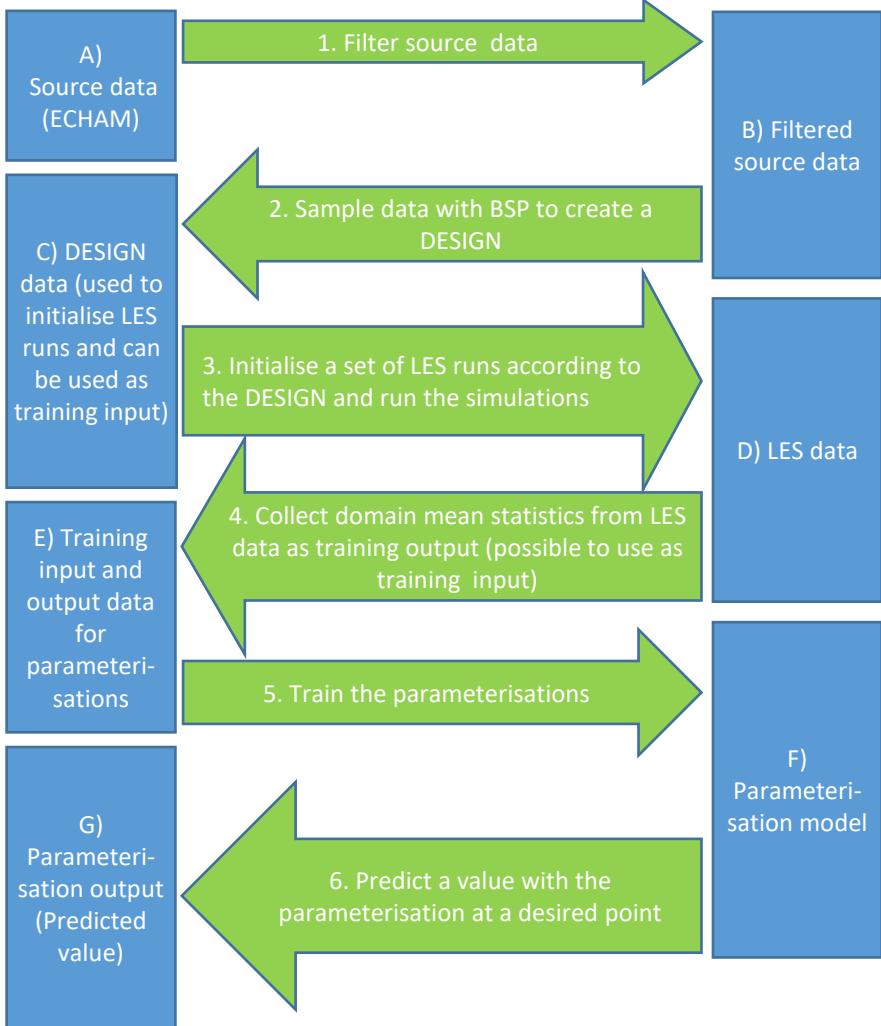 A)
Source data
(ECHAM)
1. Filter source data
B) Filtered
source data
2. Sample data with BSP to create a
DESIGN
C) DESIGN
data (used to
initialise LES
runs and can
be used as
training input)
3. Initialise a set of LES runs according to
the DESIGN and run the simulations
D) LES data
4. Collect domain mean statistics from LES
data as training output (possible to use as
training input)
E) Training
input and
output data
for
parameteri-
sations
5. Train the parameterisations
F)
Parameteri-
sation model
6. Predict a value with the
parameterisation at a desired point
G)
Parameteri-
sation output
(Predicted
value)